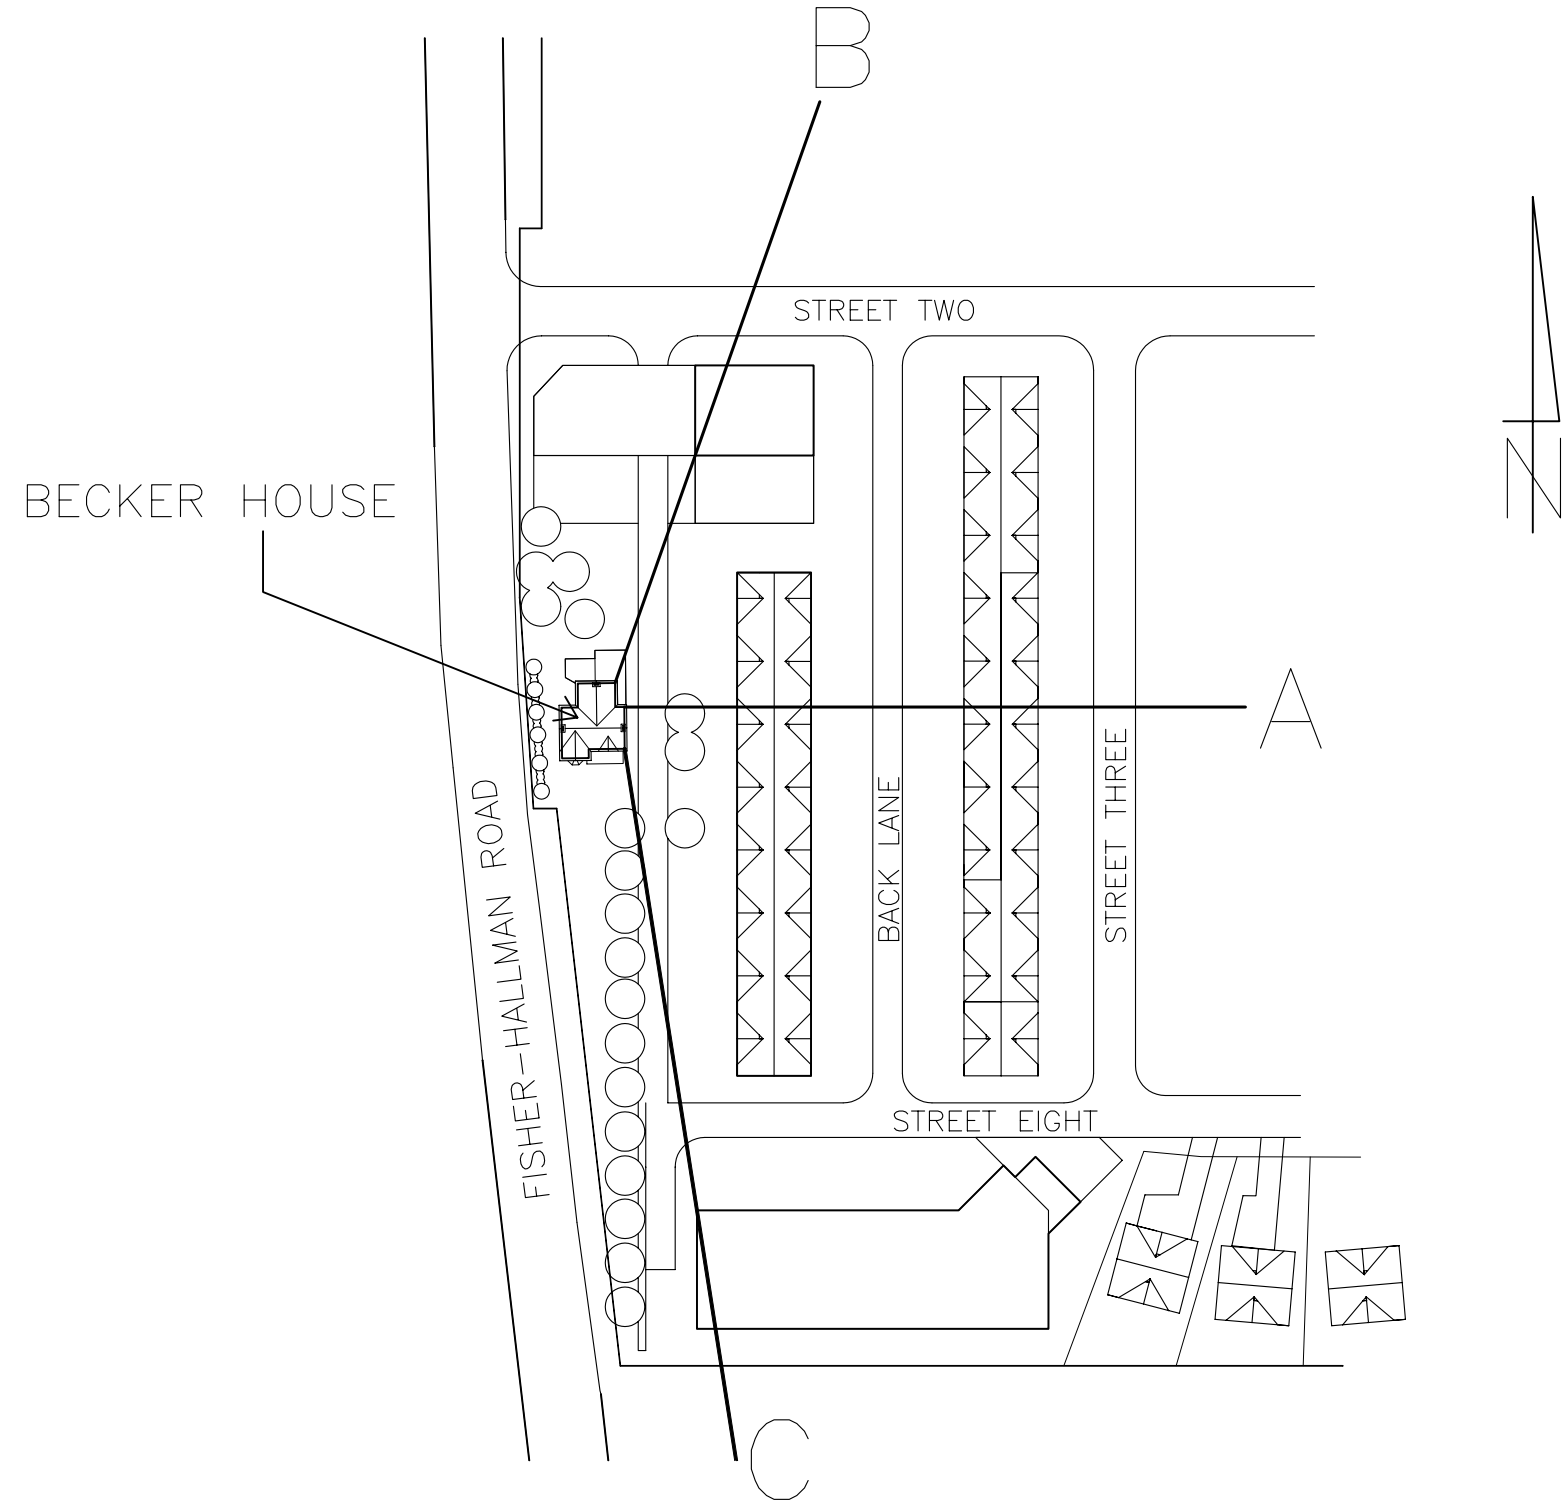 B
STREET TWO
BECKER HOUSE
N
A
FISHER-HALLMAN ROAD
BACK LANE
STREET THREE
STREET EIGHT
C